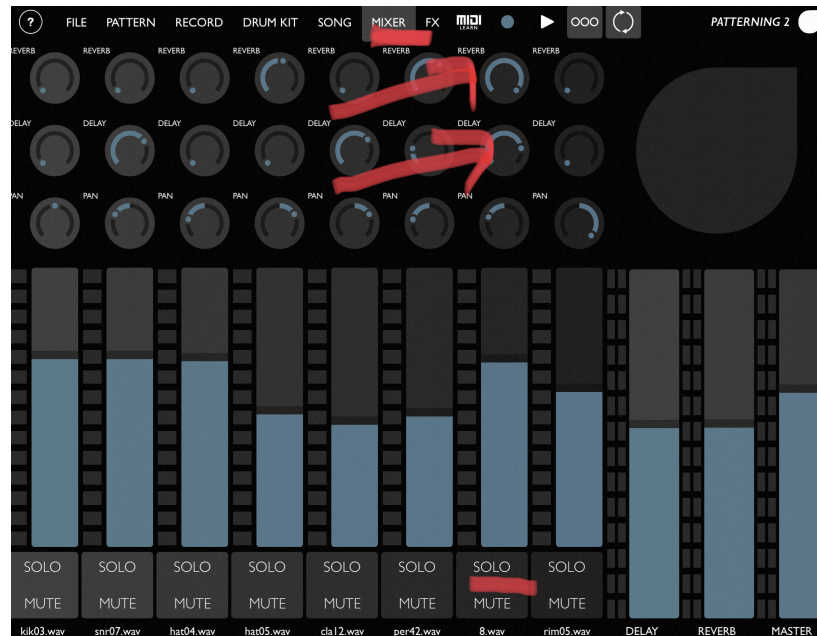 ? FILE PATTERN RECORD DRUM KIT SONG MIXER FX MIDI LEARN PATTERNING 2
REVERB REVERB REVERB REVERB REVERB REVERB REVERB REVERB
DELAY DELAY DELAY DELAY DELAY DELAY DELAY DELAY
PAN PAN PAN PAN PAN PAN PAN PAN
SOLO SOLO SOLO SOLO SOLO SOLO SOLO SOLO
MUTE MUTE MUTE MUTE MUTE MUTE MUTE MUTE
kik03.wav snr07.wav hat04.wav hat05.wav cla12.wav per42.wav 8.wav rim05.wav DELAY REVERB MASTER